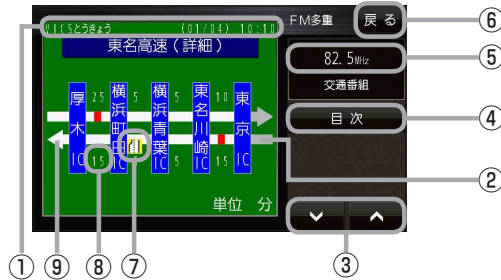 VICSとうきょう (01/04) 10:10
FM多重
戻る
⑥
東名高速(詳細)
82.5MHz
⑤
交通番組
目次
④
厚木IC
25
横浜町田IC
5
横浜青葉IC
5
東名川崎IC
10
東京IC
15
5
5
15
②
単位 分
①
⑨
⑧
⑦
③